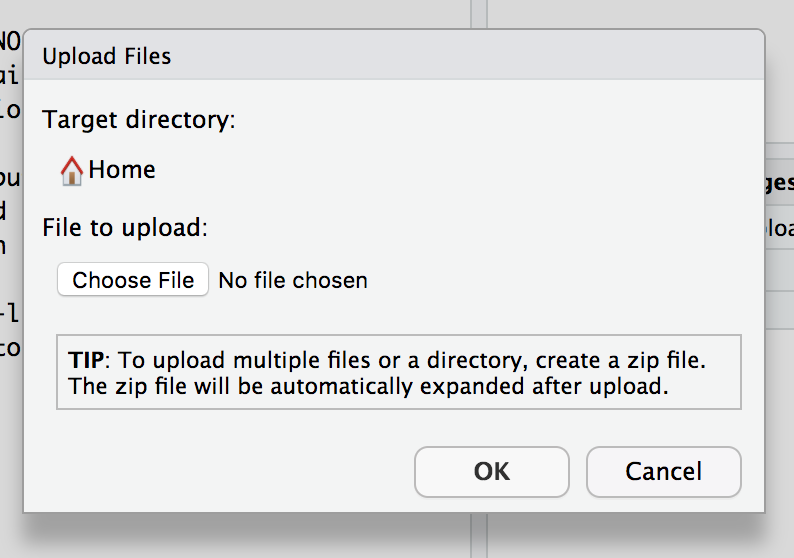 Upload Files
Target directory:
Home
File to upload:
Choose File No file chosen
TIP: To upload multiple files or a directory, create a zip file.
The zip file will be automatically expanded after upload.
OK Cancel